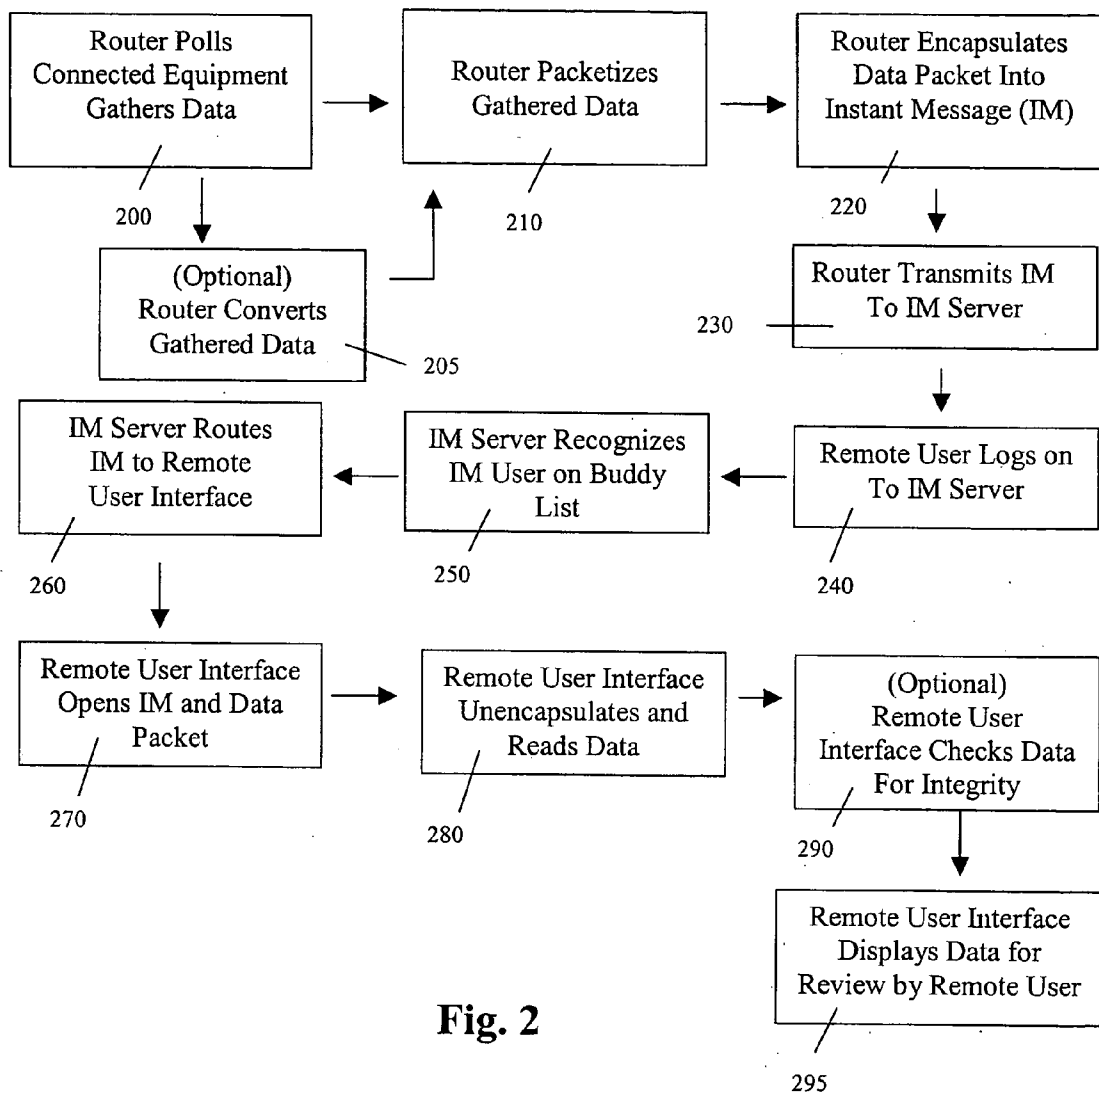 Router Polls
Connected Equipment
Gathers Data
200
Router Packetizes
Gathered Data
210
Router Encapsulates
Data Packet Into
Instant Message (IM)
220
(Optional)
Router Converts
Gathered Data
205
Router Transmits IM
To IM Server
230
Remote User Logs on
To IM Server
240
IM Server Recognizes
IM User on Buddy
List
250
IM Server Routes
IM to Remote
User Interface
260
Remote User Interface
Opens IM and Data
Packet
270
Remote User Interface
Unencapsulates and
Reads Data
280
(Optional)
Remote User
Interface Checks Data
For Integrity
290
Remote User Interface
Displays Data for
Review by Remote User
295
Fig. 2